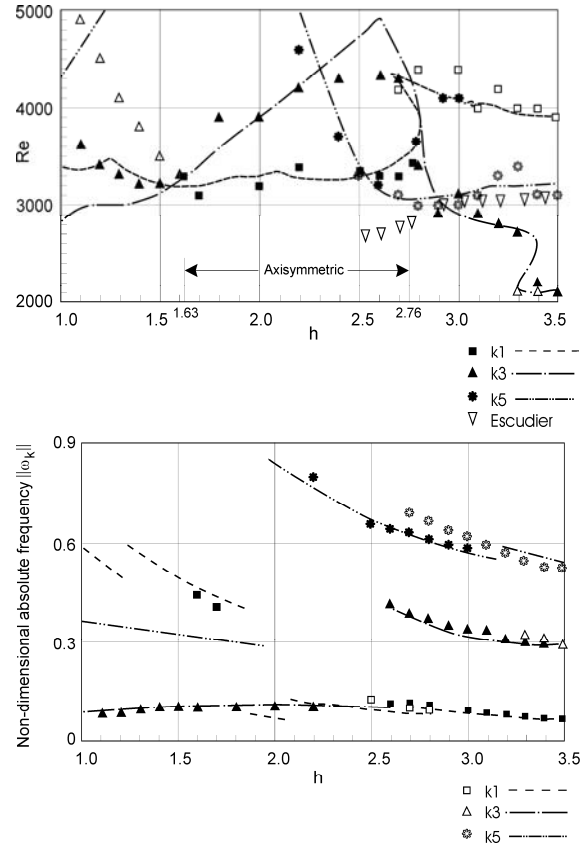 5000
4000
3000
2000
Re
Axisymmetric
1.0
1.5
1.63
2.0
2.5
2.76
3.0
3.5
h
k1
k3
k5
Escudier
Non-dimensional absolute frequency ||ωk||
0.9
0.6
0.3
0
1.0
1.5
2.0
2.5
3.0
3.5
h
k1
k3
k5